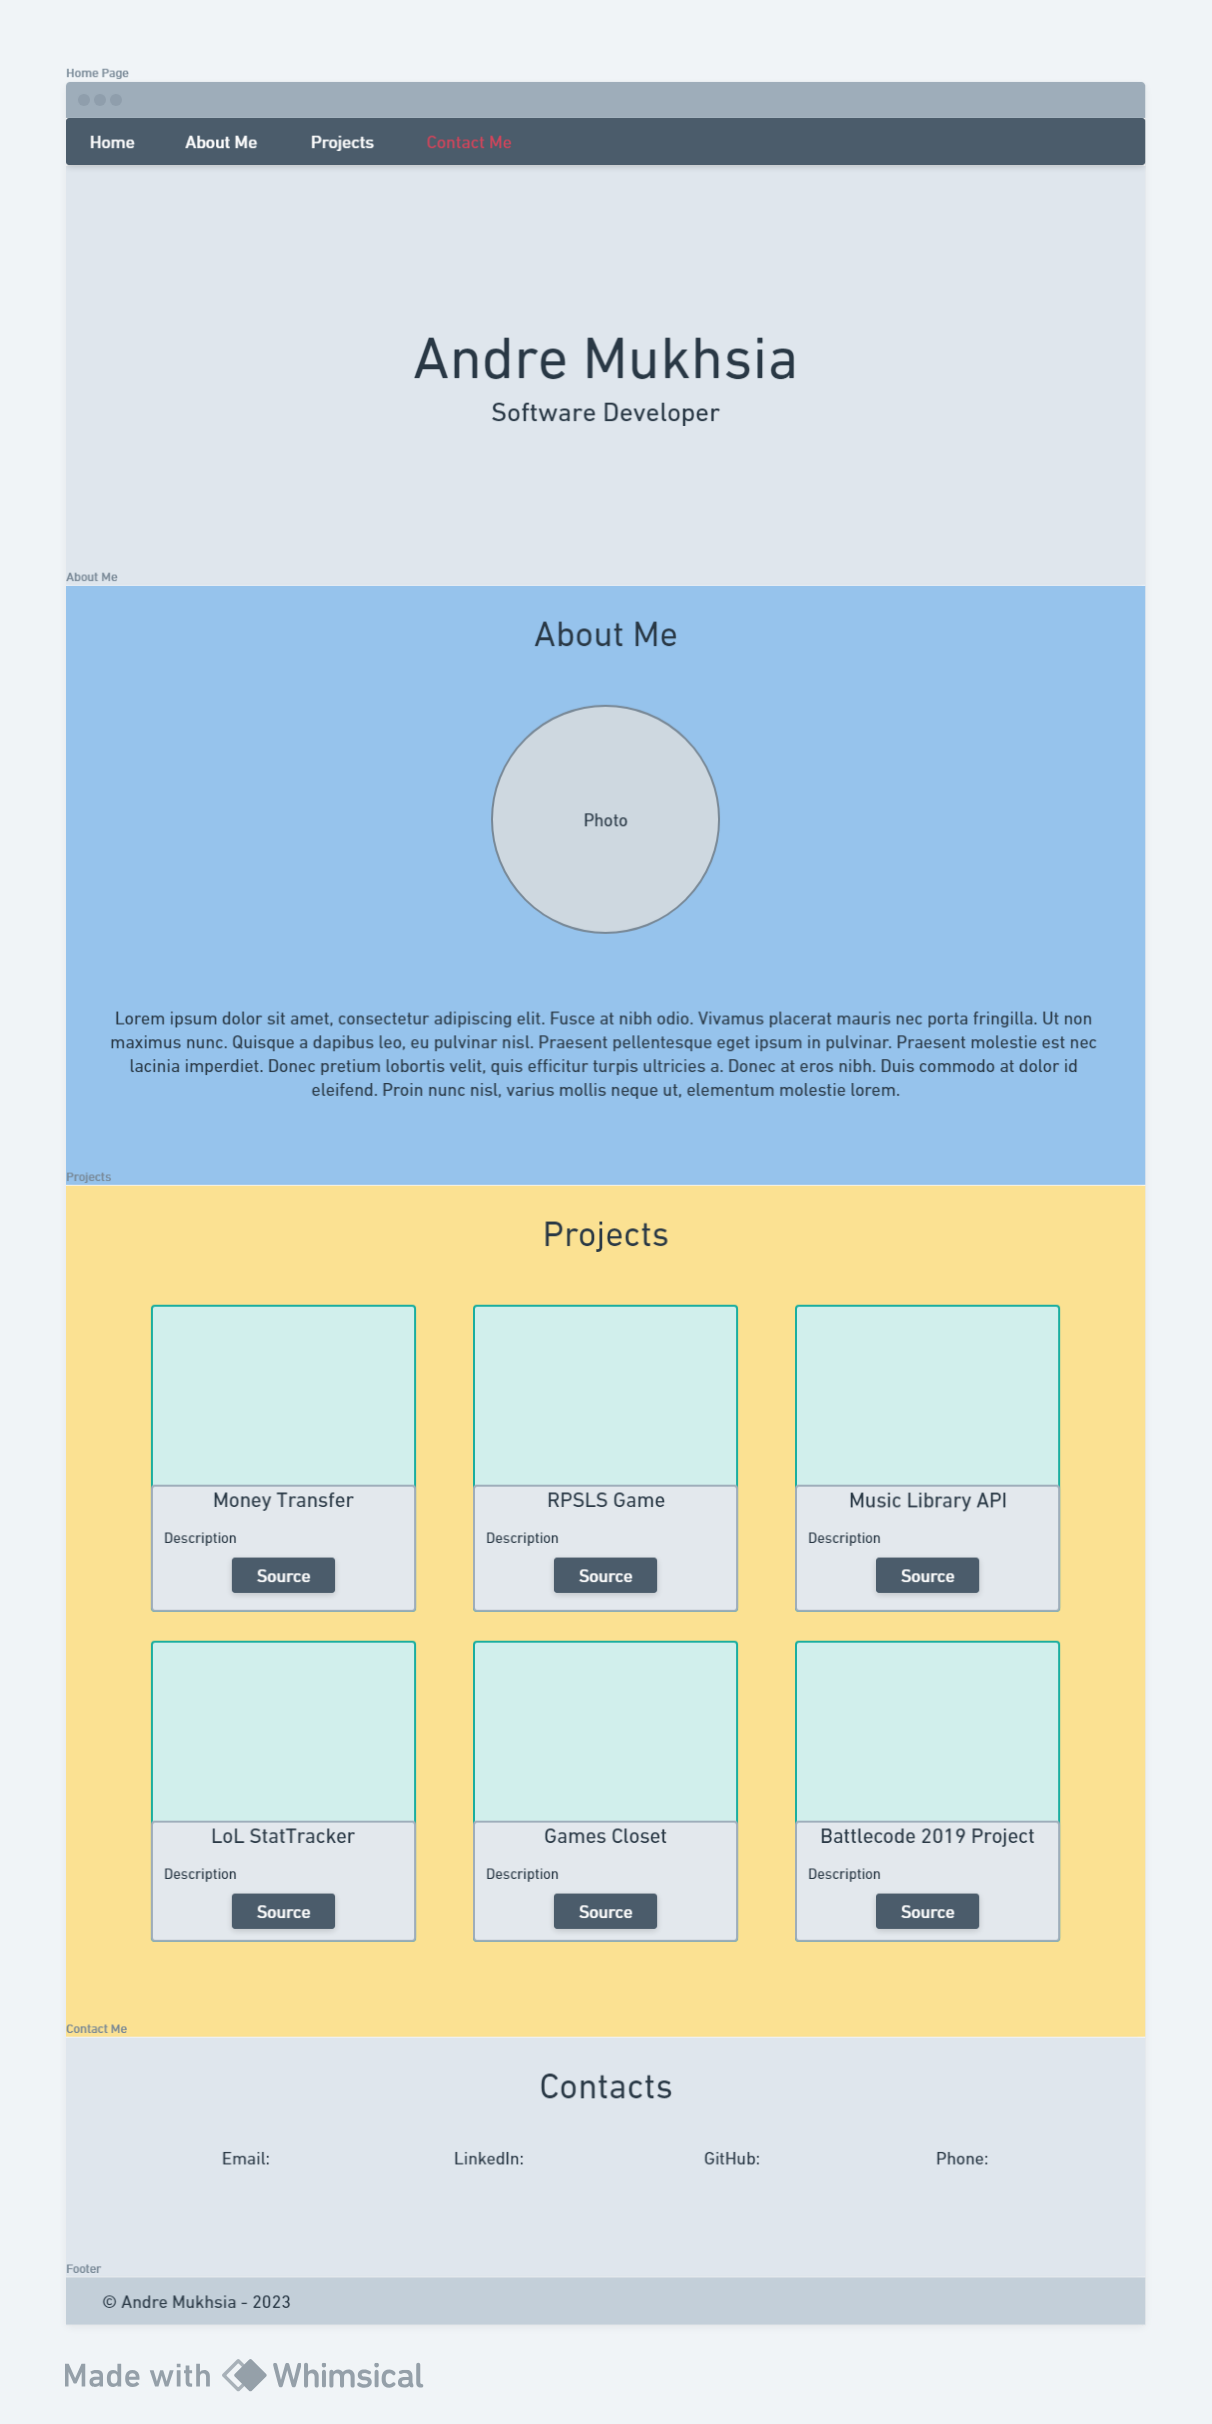 Home Page
Home About Me Projects Contact Me
Andre Mukhsia
Software Developer
About Me
About Me
Photo
Lorem ipsum dolor sit amet, consectetur adipiscing elit. Fusce at nibh odio. Vivamus placerat mauris nec porta fringilla. Ut non
maximus nunc. Quisque a dapibus leo, eu pulvinar nisl. Praesent pellentesque eget ipsum in pulvinar. Praesent molestie est nec
lacinia imperdiet. Donec pretium lobortis velit, quis efficitur turpis ultricies a. Donec at eros nibh. Duis commodo at dolor id
eleifend. Proin nunc nisl, varius mollis neque ut, elementum molestie lorem.
Projects
Projects
Money Transfer
Description
Source
RPSLS Game
Description
Source
Music Library API
Description
Source
LoL StatTracker
Description
Source
Games Closet
Description
Source
Battlecode 2019 Project
Description
Source
Contact Me
Contacts
Email: LinkedIn: GitHub: Phone:
Footer
© Andre Mukhsia - 2023
Made with Whimsical